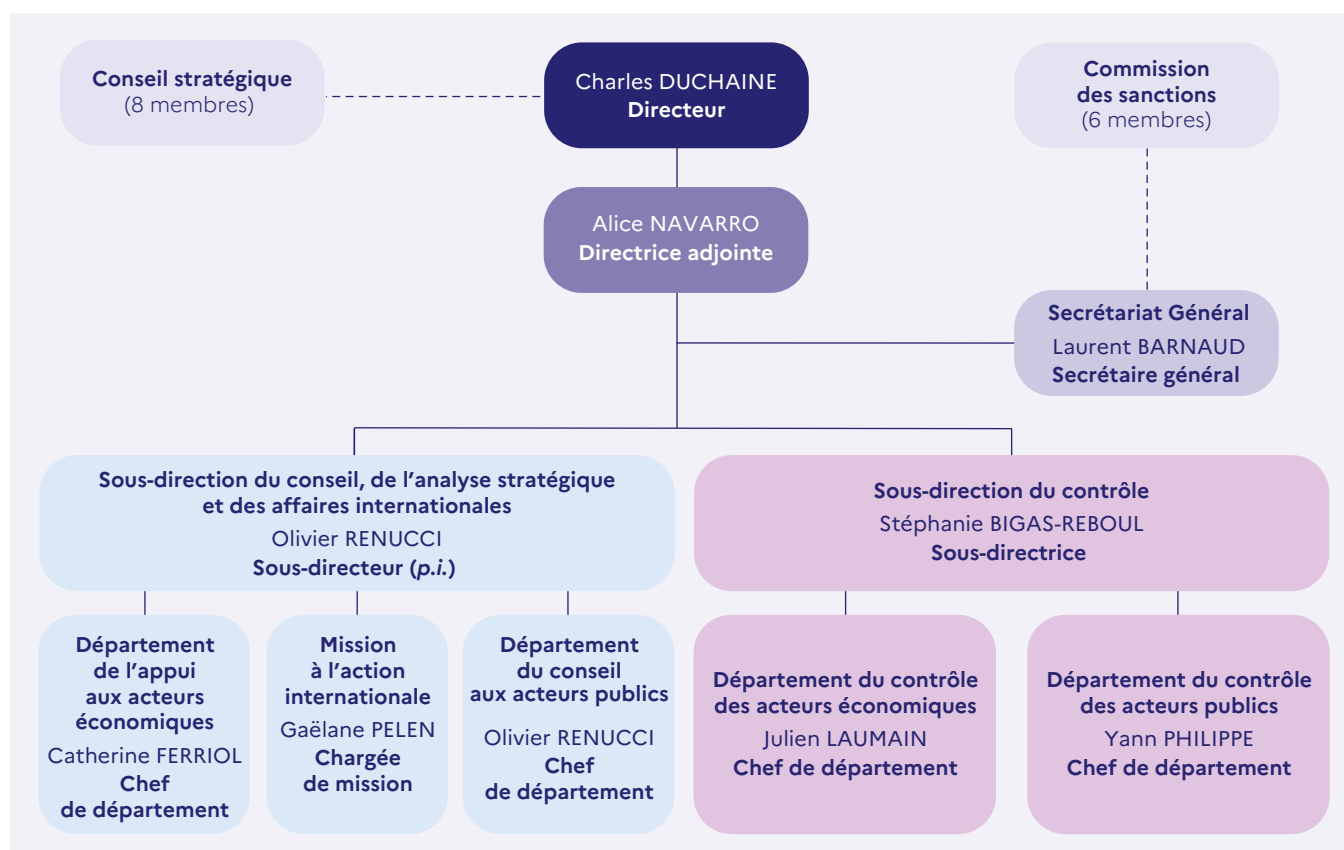 Conseil stratégique
(8 membres)
Charles DUCHAINE
Directeur
Commission
des sanctions
(6 membres)
Alice NAVARRO
Directrice adjointe
Secrétariat Général
Laurent BARNAUD
Secrétaire général
Sous-direction du conseil, de l'analyse stratégique
et des affaires internationales
Olivier RENUCCI
Sous-directeur (p.i.)
Sous-direction du contrôle
Stéphanie BIGAS-REBOUL
Sous-directrice
Département
de l'appui
aux acteurs
économiques
Catherine FERRIOL
Chef
de département
Mission
à l'action
internationale
Gaëlane PELEN
Chargée
de mission
Département
du conseil
aux acteurs publics
Olivier RENUCCI
Chef
de département
Département du contrôle
des acteurs économiques
Julien LAUMAIN
Chef de département
Département du contrôle
des acteurs publics
Yann PHILIPPE
Chef de département